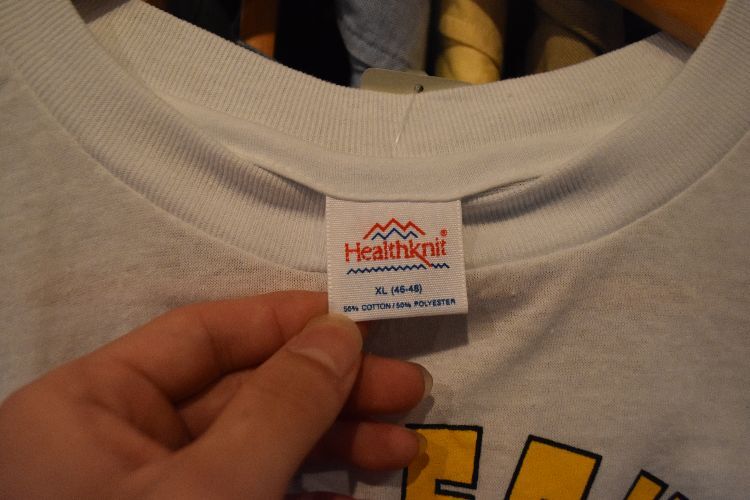 Healthknit®
XL (46-48)
50% COTTON / 50% POLYESTER